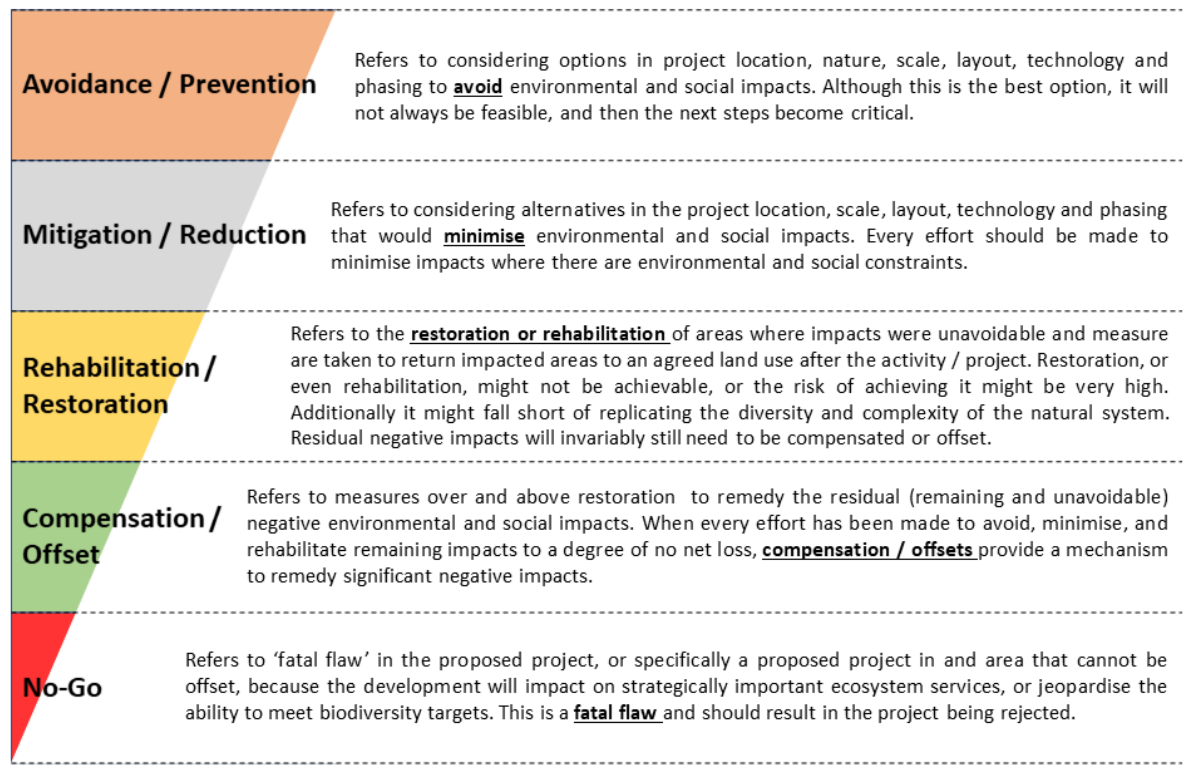 Avoidance / Prevention
Refers to considering options in project location, nature, scale, layout, technology and
phasing to avoid environmental and social impacts. Although this is the best option, it will
not always be feasible, and then the next steps become critical.
Mitigation / Reduction
Refers to considering alternatives in the project location, scale, layout, technology and phasing
that would minimise environmental and social impacts. Every effort should be made to
minimise impacts where there are environmental and social constraints.
Rehabilitation /
Restoration
Refers to the restoration or rehabilitation of areas where impacts were unavoidable and measure
are taken to return impacted areas to an agreed land use after the activity / project. Restoration, or
even rehabilitation, might not be achievable, or the risk of achieving it might be very high.
Additionally it might fall short of replicating the diversity and complexity of the natural system.
Residual negative impacts will invariably still need to be compensated or offset.
Compensation /
Offset
Refers to measures over and above restoration to remedy the residual (remaining and unavoidable)
negative environmental and social impacts. When every effort has been made to avoid, minimise, and
rehabilitate remaining impacts to a degree of no net loss, compensation / offsets provide a mechanism
to remedy significant negative impacts.
No-Go
Refers to ‘fatal flaw’ in the proposed project, or specifically a proposed project in and area that cannot be
offset, because the development will impact on strategically important ecosystem services, or jeopardise the
ability to meet biodiversity targets. This is a fatal flaw and should result in the project being rejected.